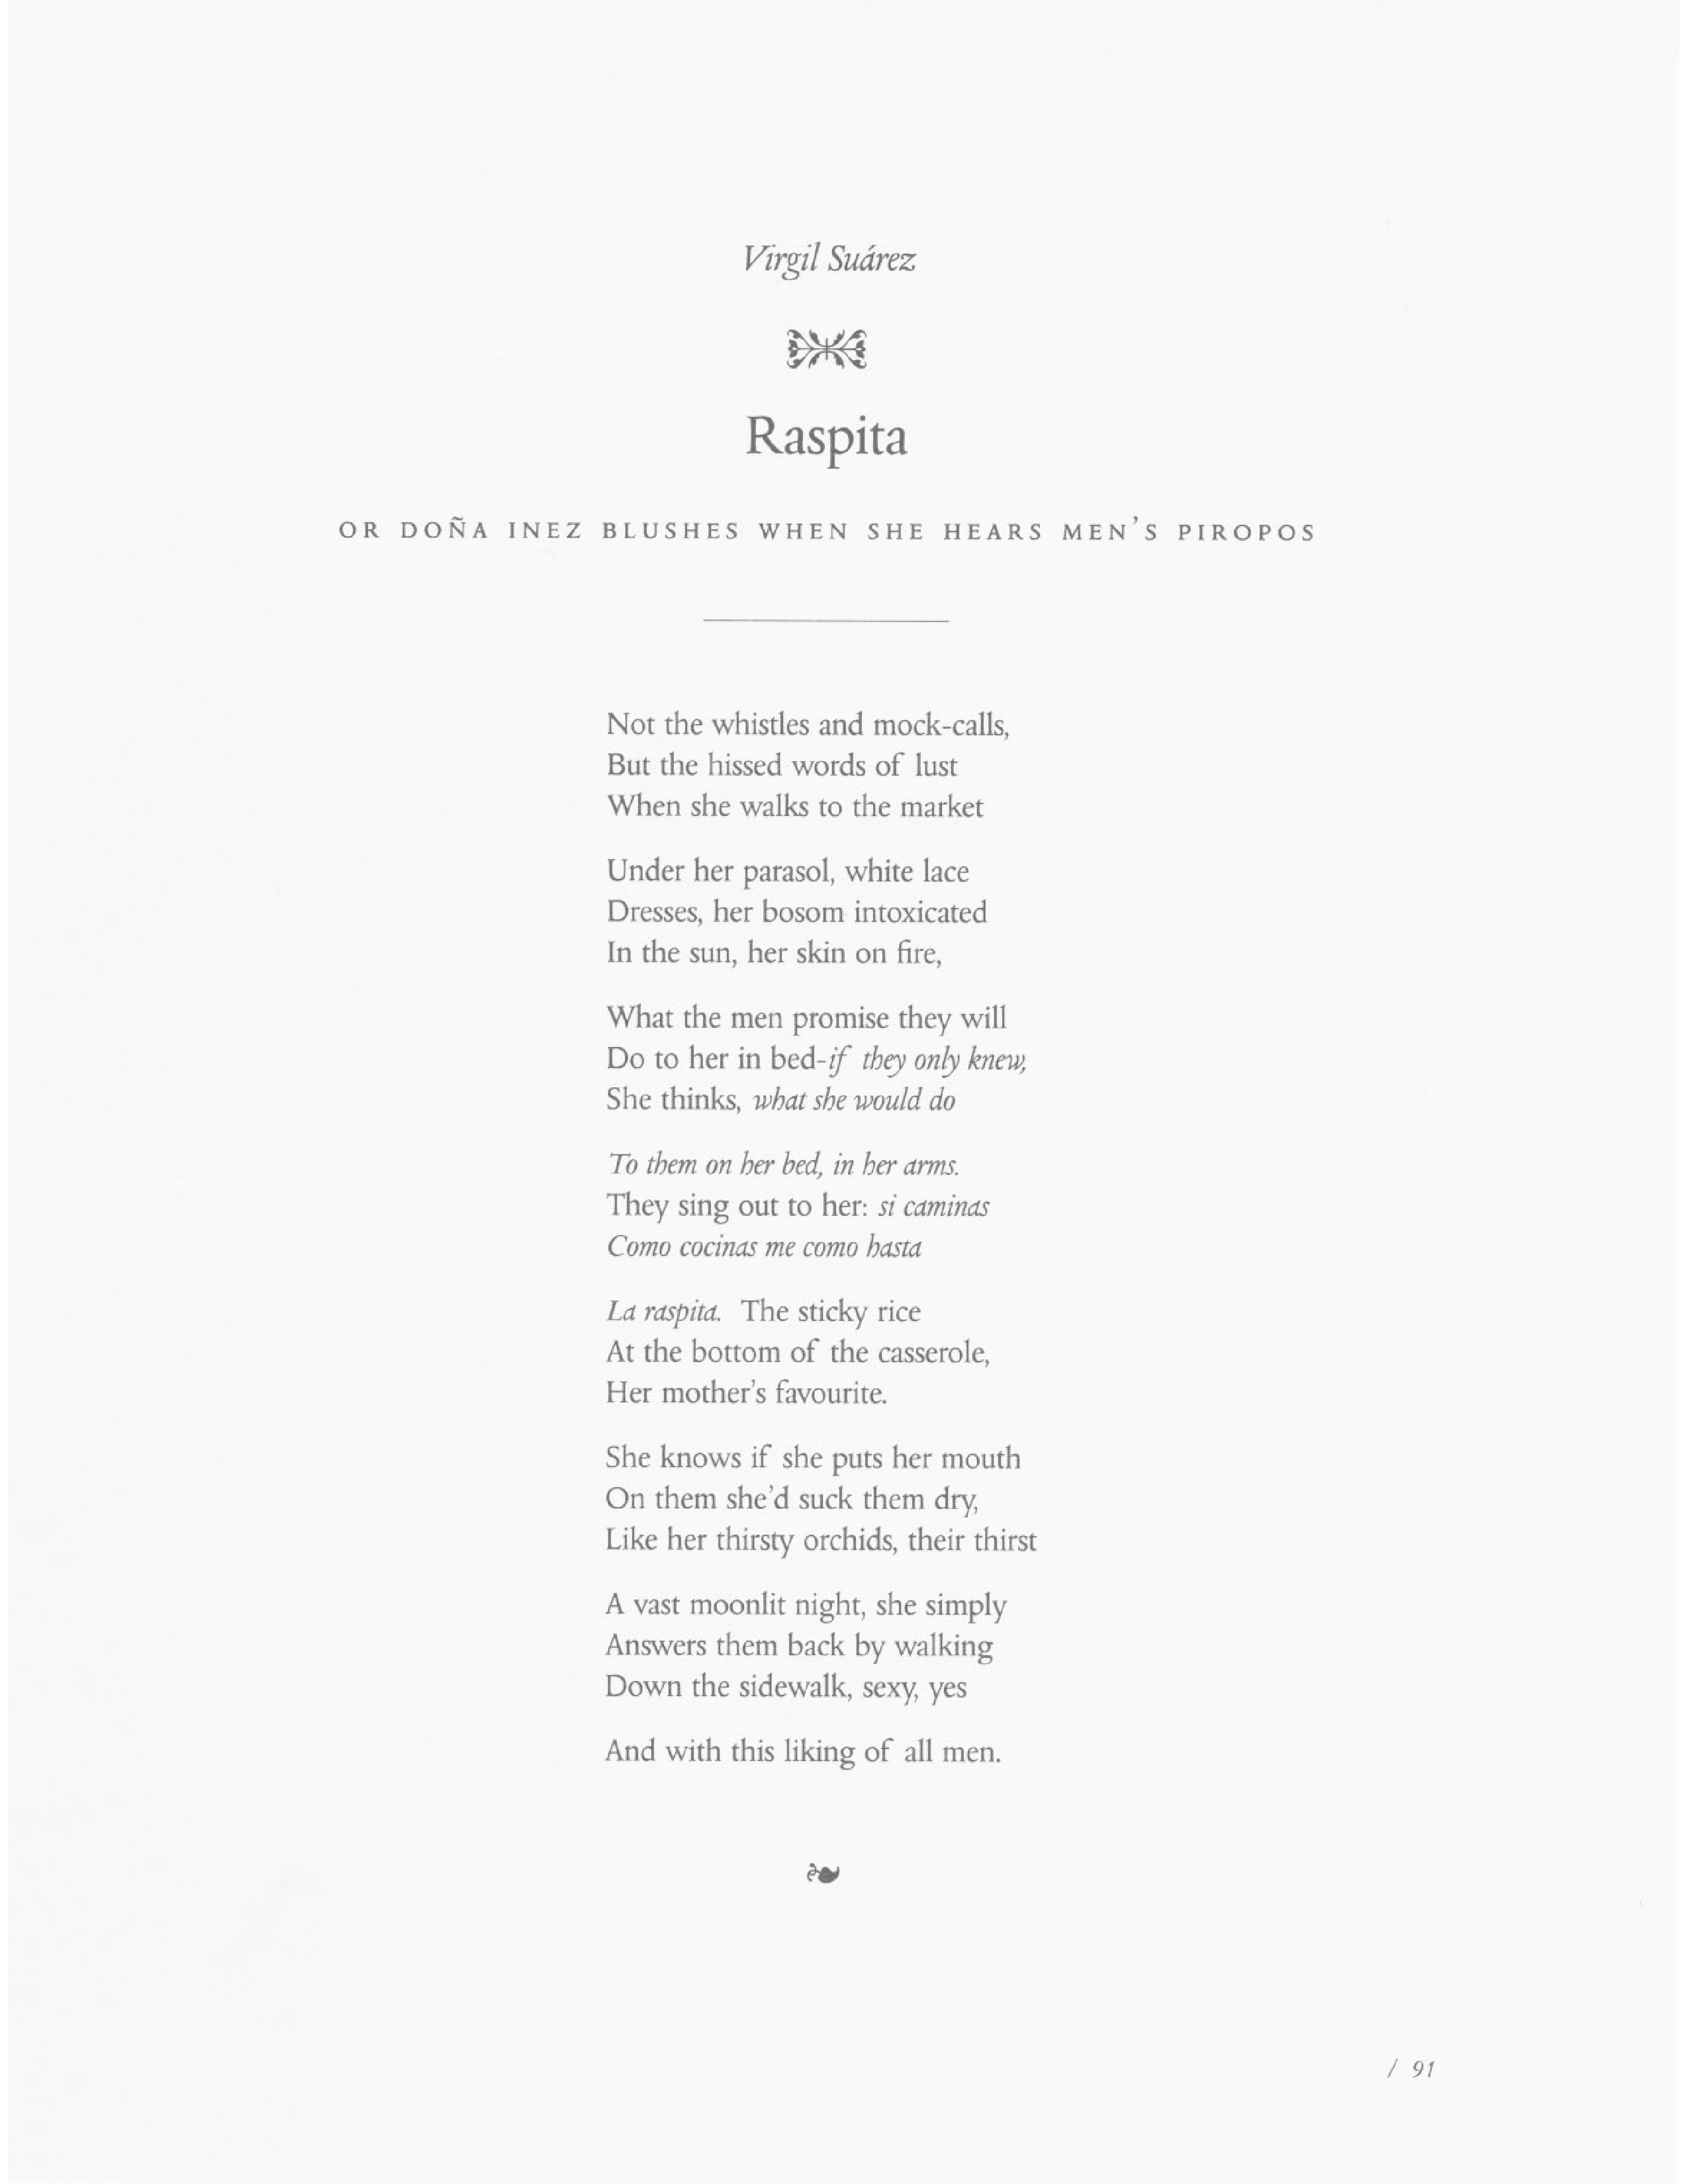 Virgil Suárez
Raspita
OR DOÑA INEZ BLUSHES WHEN SHE HEARS MEN'S PIROPOS
Not the whistles and mock-calls,
But the hissed words of lust
When she walks to the market
Under her parasol, white lace
Dresses, her bosom intoxicated
In the sun, her skin on fire,
What the men promise they will
Do to her in bed-if they only knew,
She thinks, what she would do
To them on her bed, in her arms.
They sing out to her: si caminas
Como cocinas me como hasta
La raspita. The sticky rice
At the bottom of the casserole,
Her mother's favourite.
She knows if she puts her mouth
On them she'd suck them dry,
Like her thirsty orchids, their thirst
A vast moonlit night, she simply
Answers them back by walking
Down the sidewalk, sexy, yes
And with this liking of all men.
/ 91